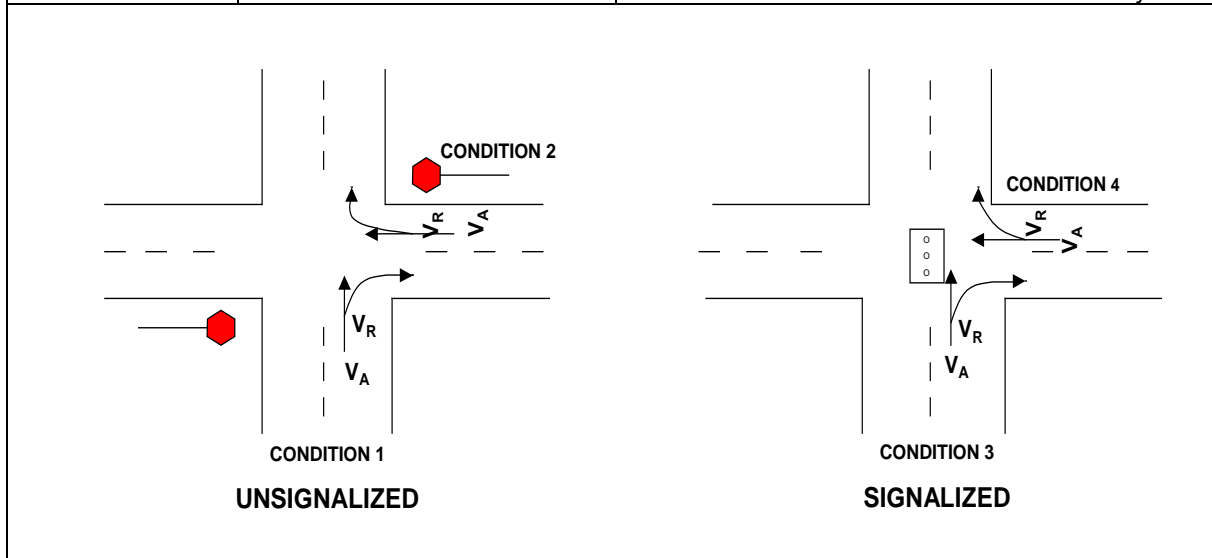 CONDITION 2
V_R
V_A
V_R
V_A
CONDITION 1
UNSIGNALIZED
CONDITION 4
V_R
V_A
o
o
o
V_R
V_A
CONDITION 3
SIGNALIZED